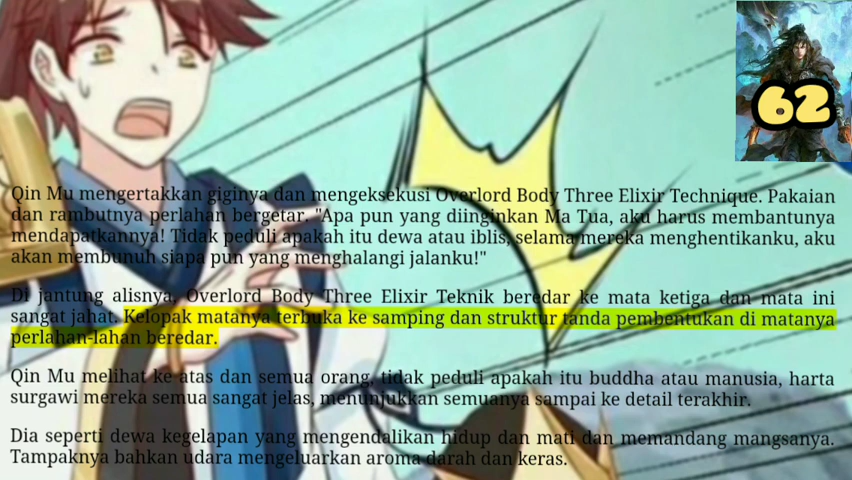 62
Qin Mu mengertakkan giginya dan mengeksekusi Overlord Body Three Elixir Technique. Pakaian
dan rambutnya perlahan bergetar. "Apa pun yang diinginkan Ma Tua, aku harus membantunya
mendapatkannya! Tidak peduli apakah itu dewa atau iblis, selama mereka menghentikanku, aku
akan membunuh siapa pun yang menghalangi jalanku!"
Di jantung alisnya, Overlord Body Three Elixir Teknik beredar ke mata ketiga dan mata ini
sangat jahat. Kelopak matanya terbuka ke samping dan struktur tanda pembentukan di matanya
perlahan-lahan beredar.
Qin Mu melihat ke atas dan semua orang, tidak peduli apakah itu buddha atau manusia, harta
surgawi mereka semua sangat jelas, menunjukkan semuanya sampai ke detail terakhir.
Dia seperti dewa kegelapan yang mengendalikan hidup dan mati dan memandang mangsanya.
Tampaknya bahkan udara mengeluarkan aroma darah dan keras.